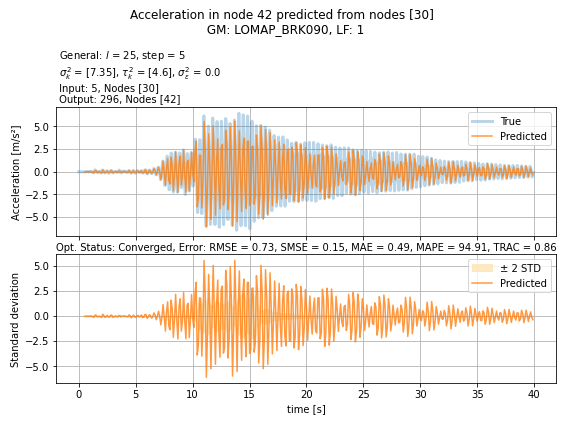 Acceleration in node 42 predicted from nodes [30]
GM: LOMAP_BRK090, LF: 1
General: l = 25, step = 5
σ²ₖ = [7.35], τ²ₖ = [4.6], σ²_ε = 0.0
Input: 5, Nodes [30]
Output: 296, Nodes [42]
Acceleration [m/s²]
5.0
2.5
0.0
−2.5
−5.0
True
Predicted
Opt. Status: Converged, Error: RMSE = 0.73, SMSE = 0.15, MAE = 0.49, MAPE = 94.91, TRAC = 0.86
Standard deviation
5.0
2.5
0.0
−2.5
−5.0
± 2 STD
Predicted
0 5 10 15 20 25 30 35 40
time [s]